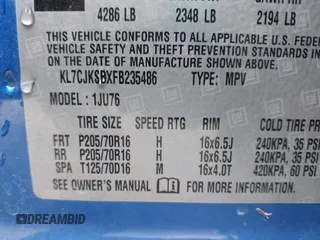 4286 LB 2348 LB 2194 LB
THIS VEHICLE CONFORMS TO ALL APPLICABLE U.S. FEDER
VEHICLE SAFETY, BUMPER, AND THEFT PREVENTION
ON THE DATE OF MANUFACTURE SHOWN ABOVE.
KL7CJKSBXFB235486 TYPE: MPV
MODEL: 1JU76
TIRE SIZE SPEED RTG RIM COLD TIRE
FRT P205/70R16 H 16x6.5J 240KPA, 35 PSI
RR P205/70R16 H 16x6.5J 240KPA, 35 PSI
SPA T125/70D16 M 16x4.0T 420KPA, 60 PSI
SEE OWNER'S MANUAL FOR MORE INFORMATION
DREAMBID